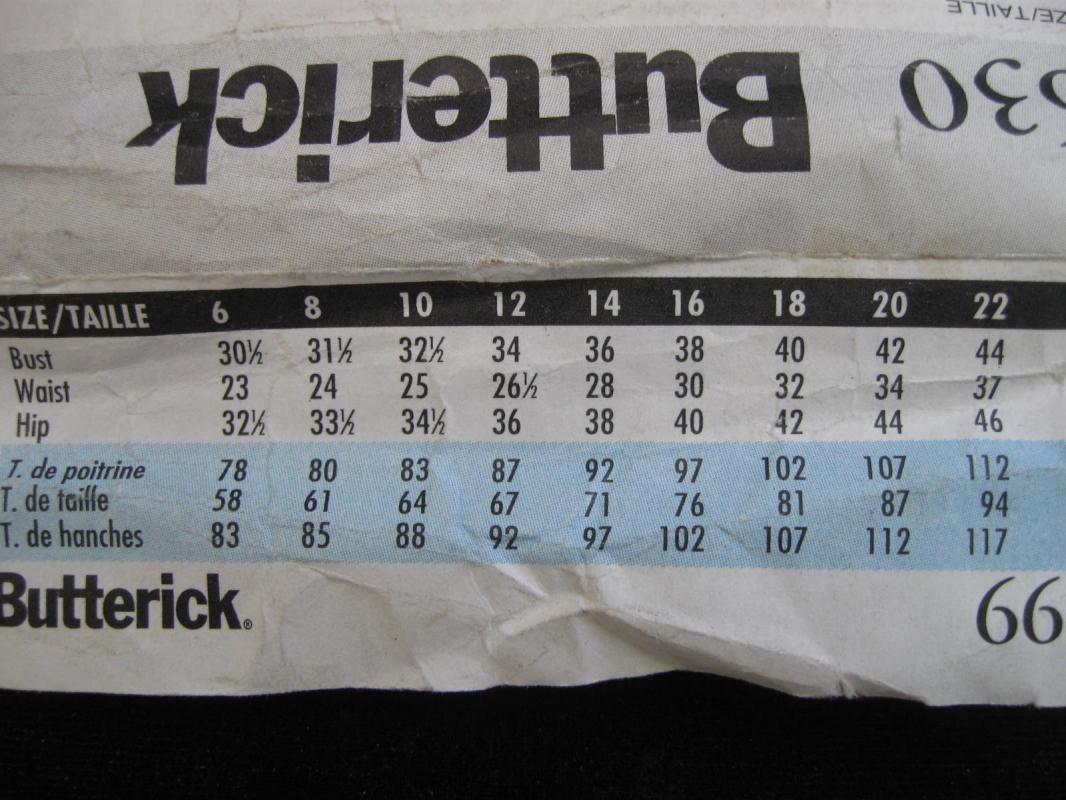 ZE/TAILLE
Butterick 630
SIZE/TAILLE 6 8 10 12 14 16 18 20 22
Bust 30½ 31½ 32½ 34 36 38 40 42 44
Waist 23 24 25 26½ 28 30 32 34 37
Hip 32½ 33½ 34½ 36 38 40 42 44 46
T. de poitrine 78 80 83 87 92 97 102 107 112
T. de taille 58 61 64 67 71 76 81 87 94
T. de hanches 83 85 88 92 97 102 107 112 117
Butterick® 66